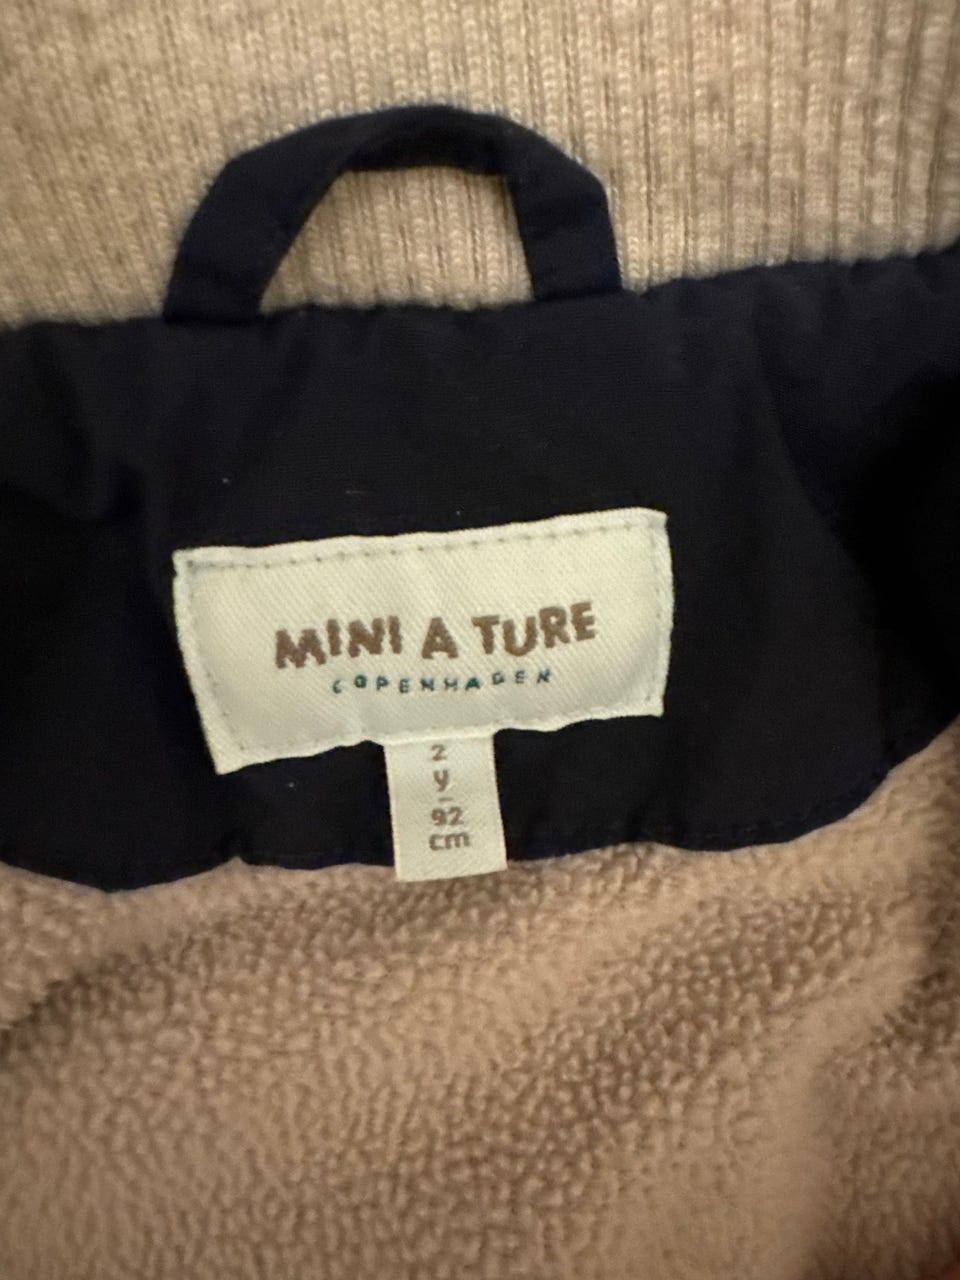 MINI A TURE
COPENHAGEN
2
y
-
92
cm